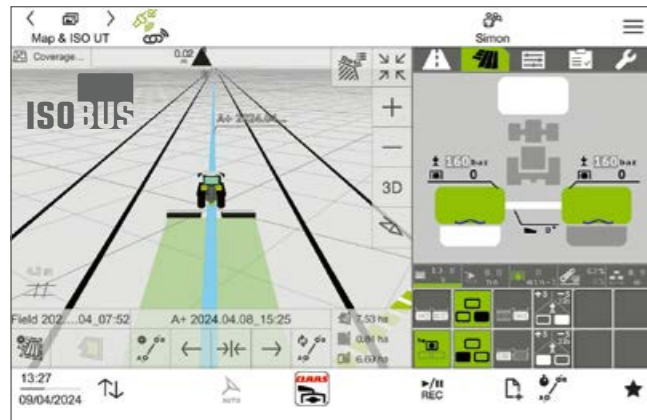 Map & ISO UT
Simon
Coverage...
0.02
m
ISOBUS
A+ 2024.04....
3D
160 bar
0
160 bar
0
0°
Field 202....04_07:52
A+ 2024.04.08_15:25
7.53 ha
0.84 ha
6.69 ha
13:27
09/04/2024
AUTO
CLAAS
REC